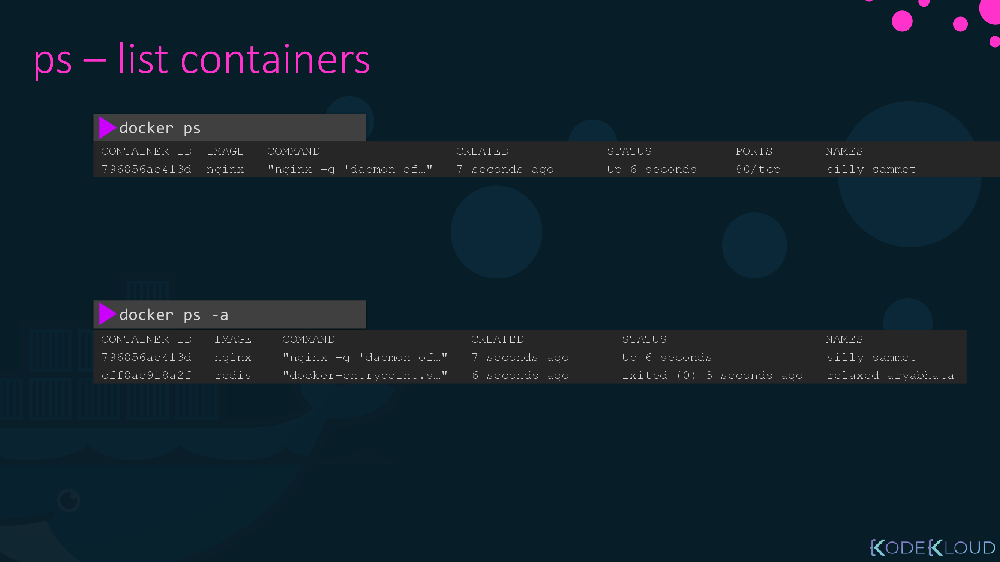 ps – list containers
docker ps
CONTAINER ID IMAGE COMMAND CREATED STATUS PORTS NAMES
796856ac413d nginx "nginx -g 'daemon of…" 7 seconds ago Up 6 seconds 80/tcp silly_sammet
docker ps -a
CONTAINER ID IMAGE COMMAND CREATED STATUS NAMES
796856ac413d nginx "nginx -g 'daemon of…" 7 seconds ago Up 6 seconds silly_sammet
cff8ac918a2f redis "docker-entrypoint.s…" 6 seconds ago Exited (0) 3 seconds ago relaxed_aryabhata
{KODE{KLOUD